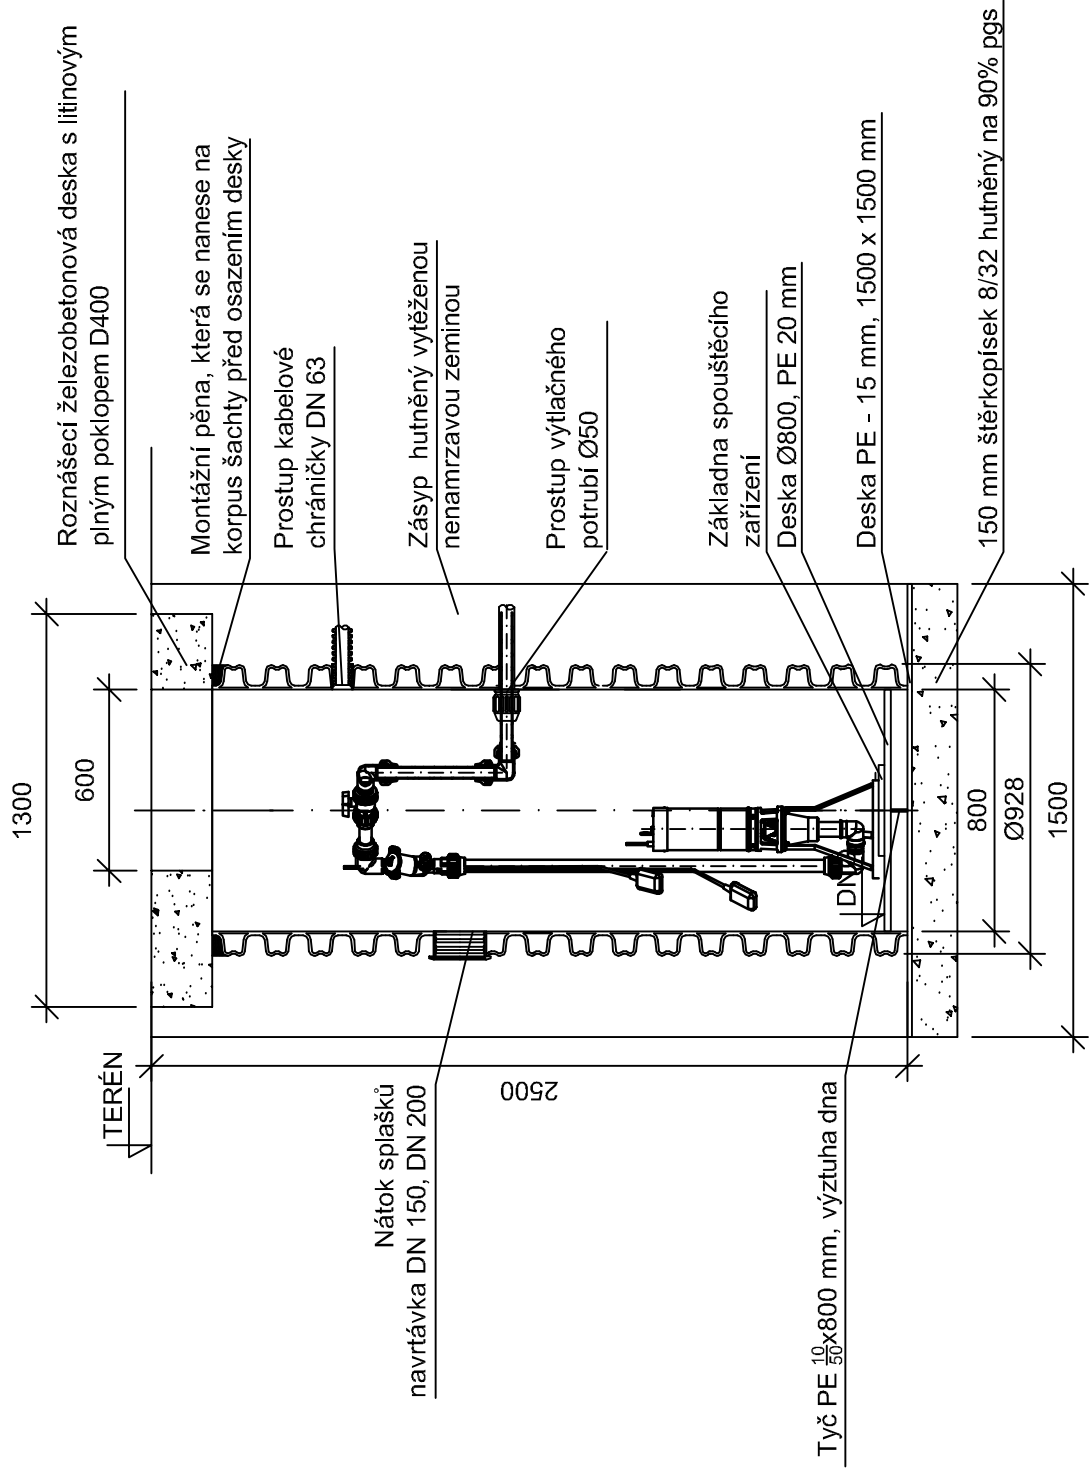 Roznášecí železobetonová deska s litinovým
plným poklopem D400
Montážní pěna, která se nanese na
korpus šachty před osazením desky
Prostup kabelové
chráničky DN 63
Zásyp hutněný vytěženou
nenamrzavou zeminou
Prostup výtlačného
potrubí Ø50
Základna spouštěcího
zařízení
Deska Ø800, PE 20 mm
Deska PE - 15 mm, 1500 x 1500 mm
150 mm štěrkopísek 8/32 hutněný na 90% pgs
1300
600
TERÉN
2500
Nátok splašků
navrtávka DN 150, DN 200
DN
800
Ø928
1500
Tyč PE 10/50x800 mm, výztuha dna